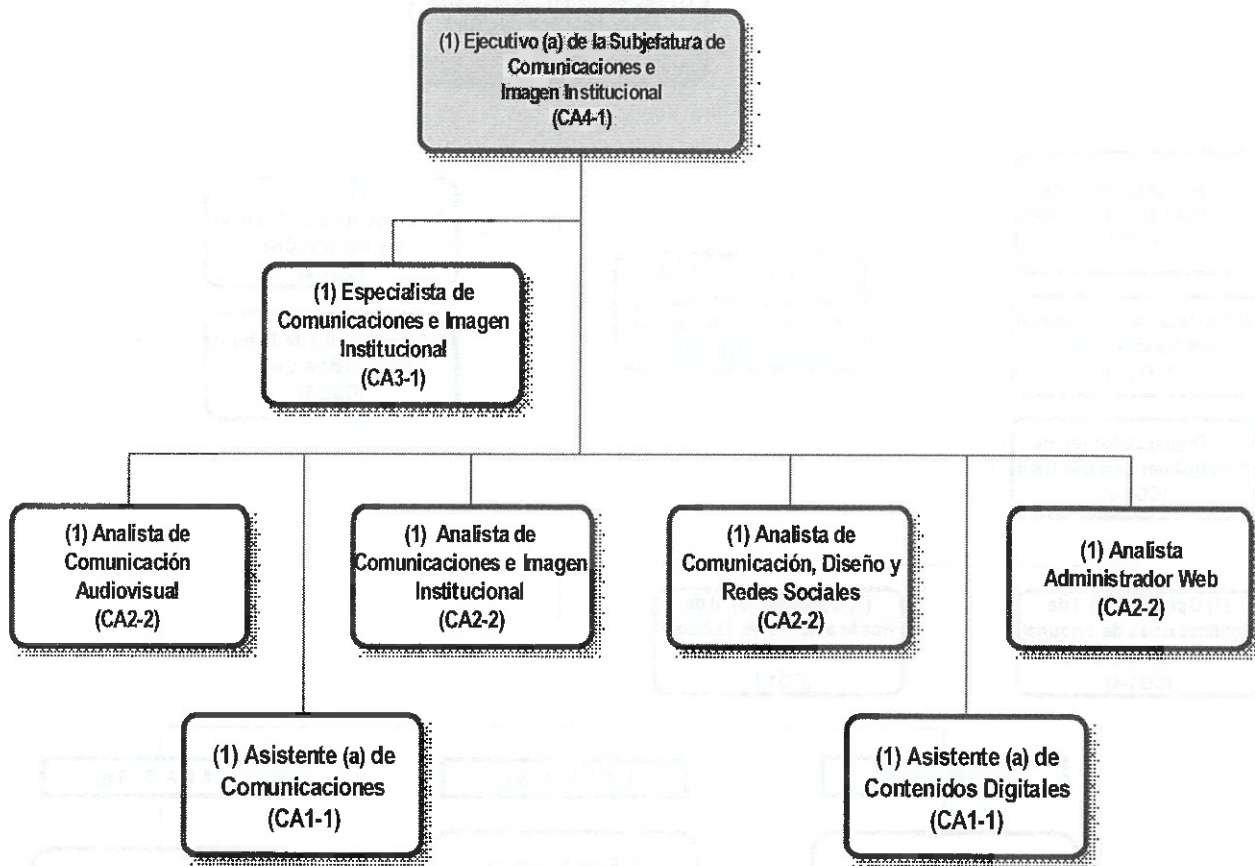 (1) Ejecutivo (a) de la Subjefatura de
Comunicaciones e
Imagen Institucional
(CA4-1)
(1) Especialista de
Comunicaciones e Imagen
Institucional
(CA3-1)
(1) Analista de
Comunicación
Audiovisual
(CA2-2)
(1) Analista de
Comunicaciones e Imagen
Institucional
(CA2-2)
(1) Analista de
Comunicación, Diseño y
Redes Sociales
(CA2-2)
(1) Analista
Administrador Web
(CA2-2)
(1) Asistente (a) de
Comunicaciones
(CA1-1)
(1) Asistente (a) de
Contenidos Digitales
(CA1-1)